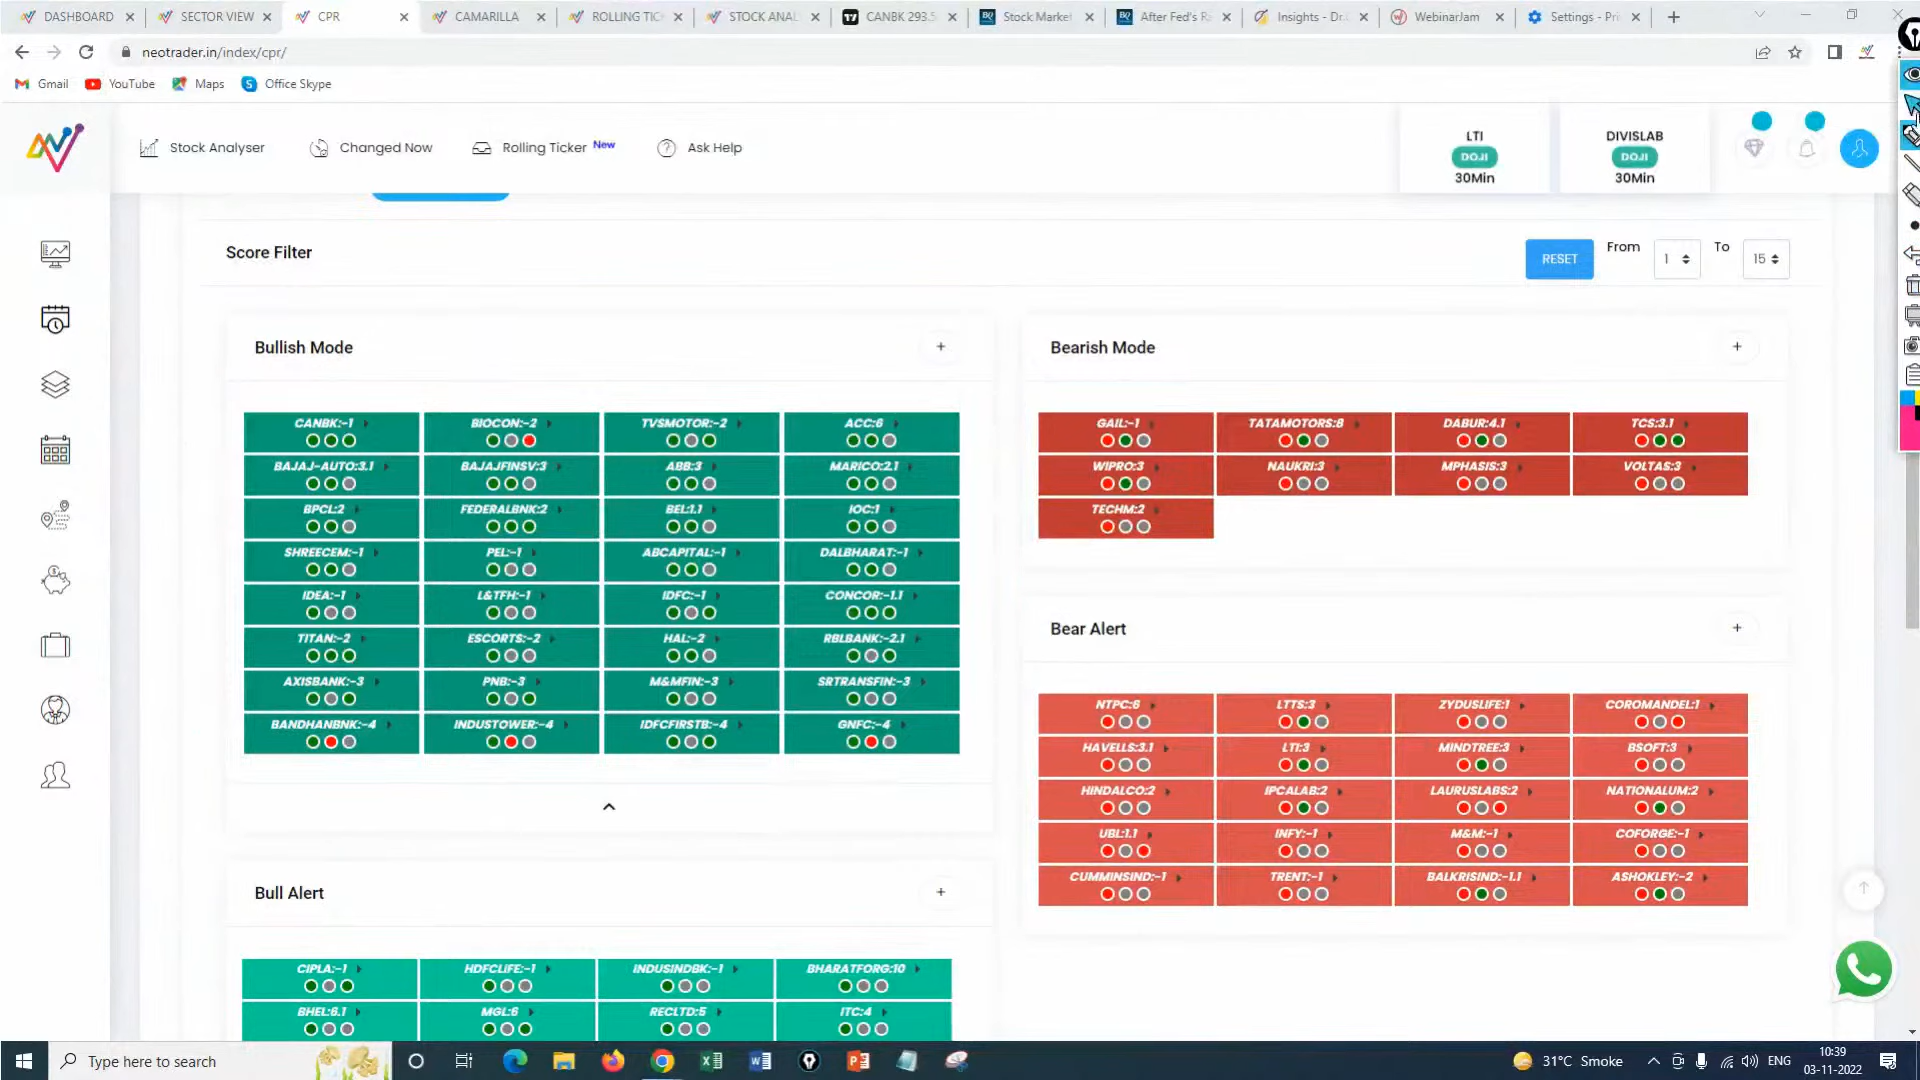 DASHBOARD
SECTOR VIEW
CPR
CAMARILLA
ROLLING TIC
STOCK ANAL
CANBK 293.5
Stock Market
After Fed's Ra
Insights - Dr.
WebinarJam
Settings - Pri
neotrader.in/index/cpr/
Gmail
YouTube
Maps
Office Skype
Stock Analyser
Changed Now
Rolling Ticker New
Ask Help
LTI
DOJI
30Min
DIVISLAB
DOJI
30Min
Score Filter
RESET
From
1
To
15
Bullish Mode
CANBK:-1
BIOCON:-2
TVSMOTOR:-2
ACC:6
BAJAJ-AUTO:3.1
BAJAJFINSV:3
ABB:3
MARICO:2.1
BPCL:2
FEDERALBNK:2
BEL:1.1
IOC:1
SHREECEM:-1
PEL:-1
ABCAPITAL:-1
DALBHARAT:-1
IDEA:-1
L&TFH:-1
IDFC:-1
CONCOR:-1.1
TITAN:-2
ESCORTS:-2
HAL:-2
RBLBANK:-2.1
AXISBANK:-3
PNB:-3
M&MFIN:-3
SRTRANSFIN:-3
BANDHANBNK:-4
INDUSTOWER:-4
IDFCFIRSTB:-4
GNFC:-4
Bearish Mode
GAIL:-1
TATAMOTORS:8
DABUR:4.1
TCS:3.1
WIPRO:3
NAUKRI:3
MPHASIS:3
VOLTAS:3
TECHM:2
Bear Alert
NTPC:6
LTTS:3
ZYDUSLIFE:1
COROMANDEL:1
HAVELLS:3.1
LTI:3
MINDTREE:3
BSOFT:3
HINDALCO:2
IPCALAB:2
LAURUSLABS:2
NATIONALUM:2
UBL:1.1
INFY:-1
M&M:-1
COFORGE:-1
CUMMINSIND:-1
TRENT:-1
BALKRISIND:-1.1
ASHOKLEY:-2
Bull Alert
CIPLA:-1
HDFCLIFE:-1
INDUSINDBK:-1
BHARATFORG:10
BHEL:6.1
MGL:6
RECLTD:5
ITC:4
Type here to search
31°C Smoke
ENG
10:39
03-11-2022